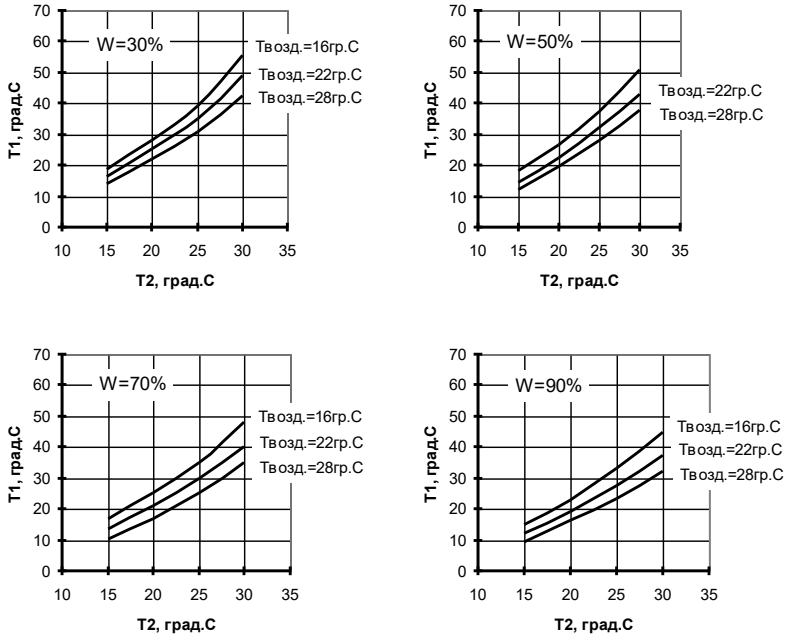 70
60
50
40
30
20
10
0
T1, град.С
W=30%
Твозд.=16гр.С
Твозд.=22гр.С
Твозд.=28гр.С
10 15 20 25 30 35
T2, град.С
70
60
50
40
30
20
10
0
T1, град.С
W=50%
Твозд.=22гр.С
Твозд.=28гр.С
10 15 20 25 30 35
T2, град.С
70
60
50
40
30
20
10
0
T1, град.С
W=70%
Твозд.=16гр.С
Твозд.=22гр.С
Твозд.=28гр.С
10 15 20 25 30 35
T2, град.С
70
60
50
40
30
20
10
0
T1, град.С
W=90%
Твозд.=16гр.С
Твозд.=22гр.С
Твозд.=28гр.С
10 15 20 25 30 35
T2, град.С